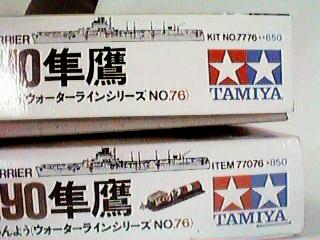 RRIER KIT NO.7776 850
YO隼鷹
(ウォーターラインシリーズ NO.76)
TAMIYA
RRIER ITEM 77076 850
YO隼鷹
んよう(ウォーターラインシリーズ NO.76)
TAMIYA